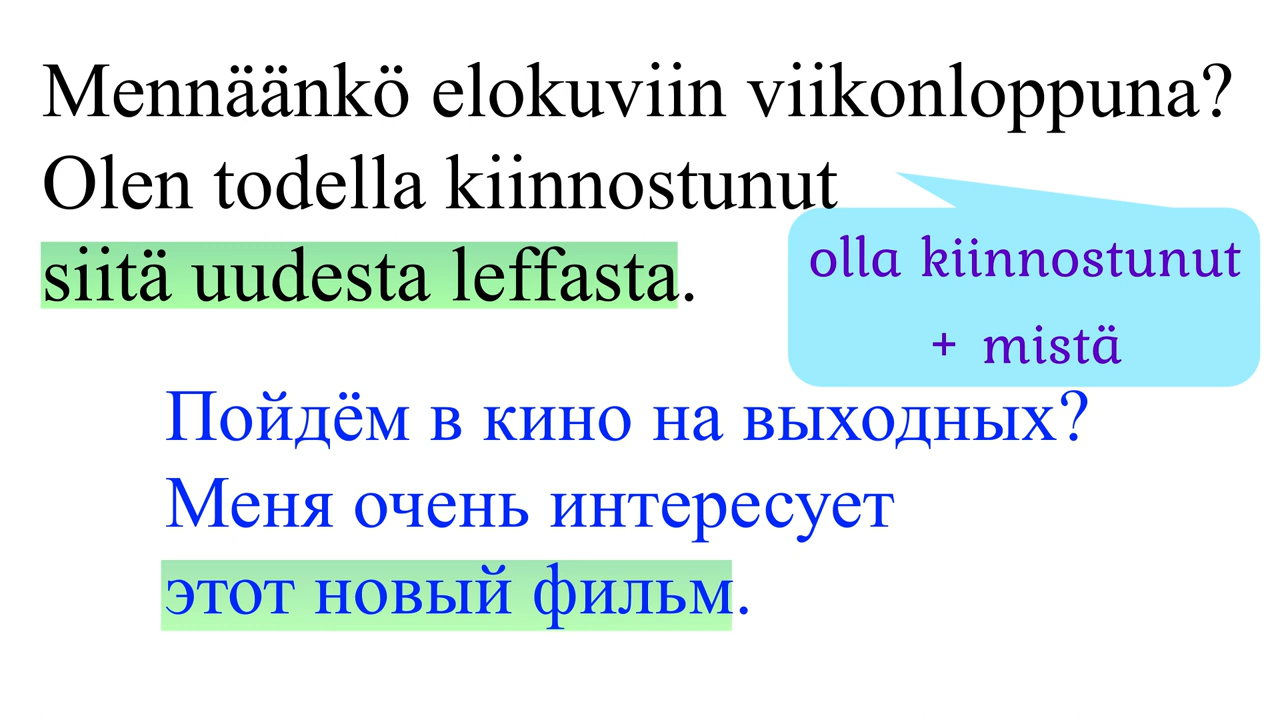 Mennäänkö elokuviin viikonloppuna?
Olen todella kiinnostunut
siitä uudesta leffasta.
olla kiinnostunut
+ mistä
Пойдём в кино на выходных?
Меня очень интересует
этот новый фильм.